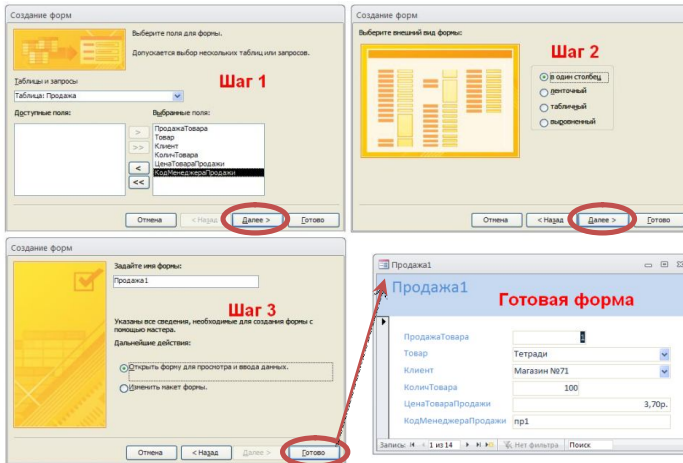 Создание форм
Выберите поля для формы.
Допускается выбор нескольких таблиц или запросов.
Шаг 1
Таблицы и запросы
Таблица: Продажа
Доступные поля:
Выбранные поля:
>
>>
<
<<
ПродажаТовара
Товар
Клиент
КоличТовара
ЦенаТовараПродажи
КодМенеджераПродажи
Отмена
< Назад
Далее >
Готово
Создание форм
Выберите внешний вид формы:
Шаг 2
в один столбец
ленточный
табличный
выровненный
Отмена
< Назад
Далее >
Готово
Создание форм
Задайте имя формы:
Продажа1
Шаг 3
Указаны все сведения, необходимые для создания формы с
помощью мастера.
Дальнейшие действия:
Открыть форму для просмотра и ввода данных.
Изменить макет формы.
Отмена
< Назад
Далее >
Готово
Продажа1
Продажа1
Готовая форма
ПродажаТовара 1
Товар Тетради
Клиент Магазин №71
КоличТовара 100
ЦенаТовараПродажи 3,70р.
КодМенеджераПродажи пр1
Запись: 1 из 14 Нет фильтра Поиск